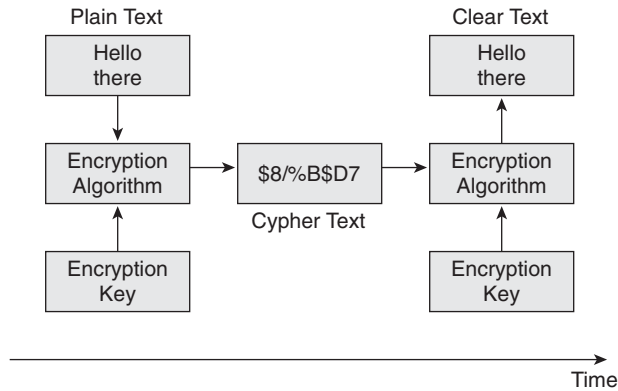 Plain Text
Clear Text
Hello
there
Hello
there
Encryption
Algorithm
$8/%B$D7
Encryption
Algorithm
Cypher Text
Encryption
Key
Encryption
Key
Time